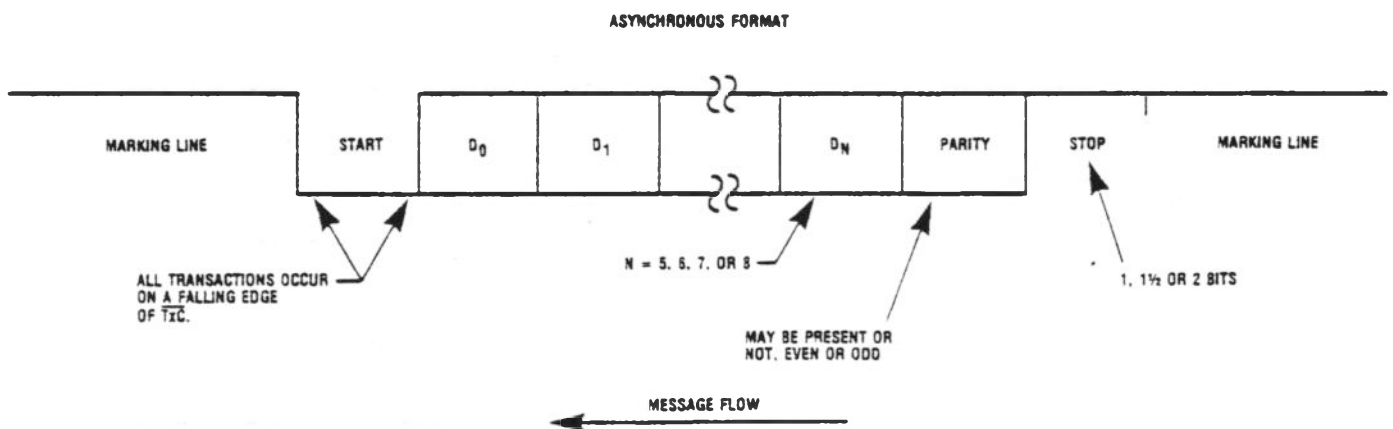 ASYNCHRONOUS FORMAT
MARKING LINE
START
D0
D1
DN
PARITY
STOP
MARKING LINE
ALL TRANSACTIONS OCCUR
ON A FALLING EDGE
OF TxC.
N = 5, 6, 7, OR 8
MAY BE PRESENT OR
NOT, EVEN OR ODD
1, 1½ OR 2 BITS
MESSAGE FLOW